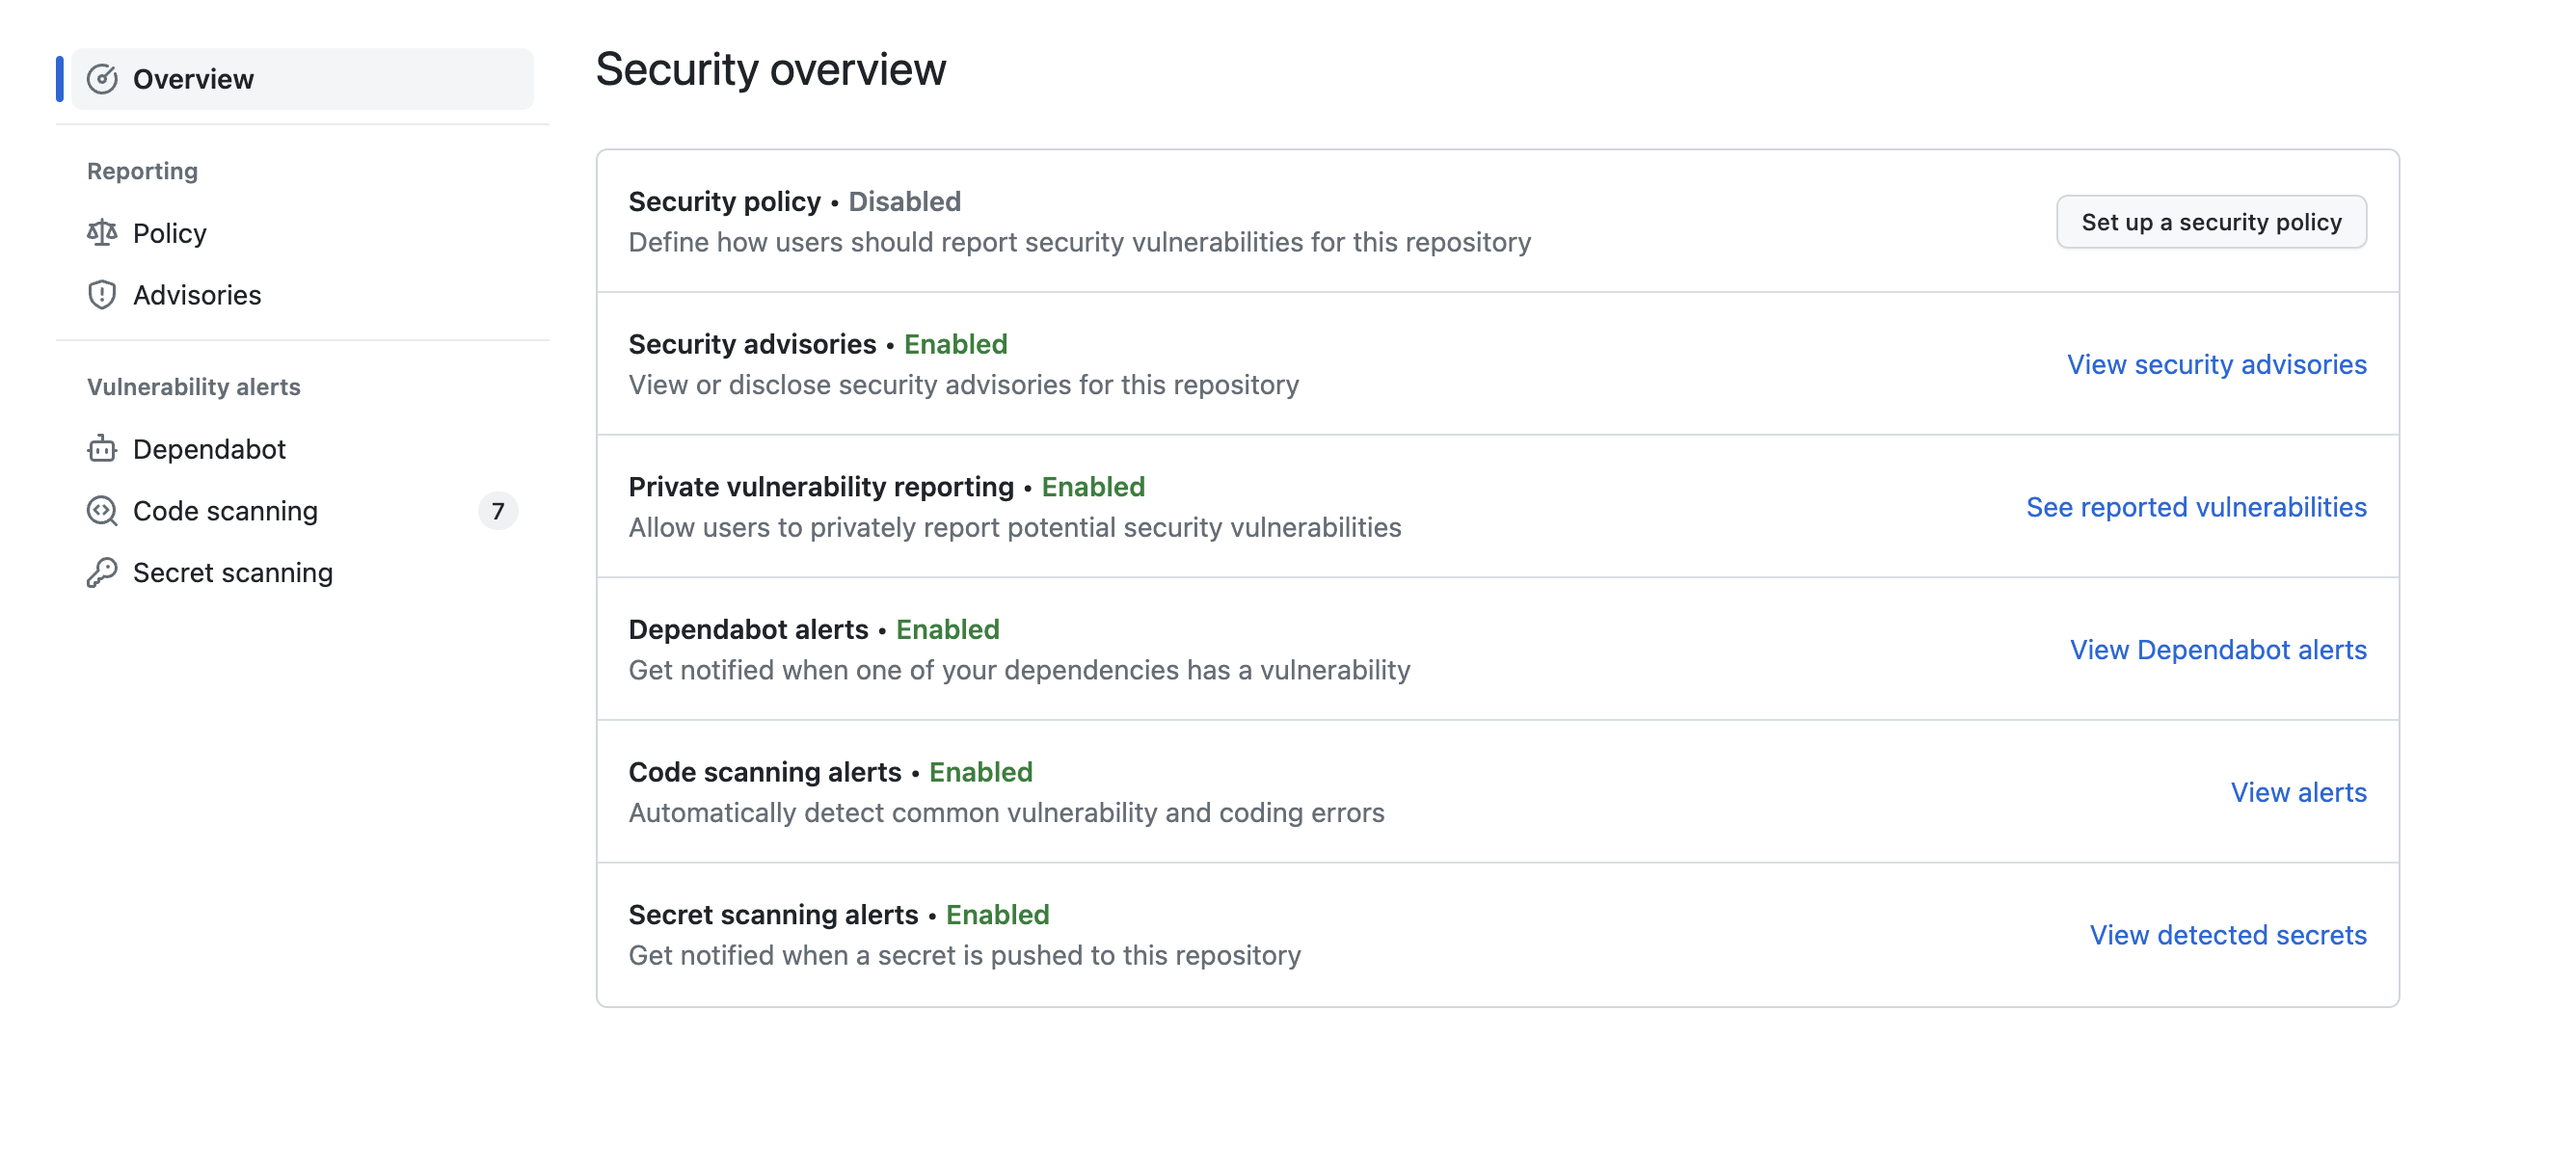 Overview
Reporting
Policy
Advisories
Vulnerability alerts
Dependabot
Code scanning 7
Secret scanning
Security overview
Security policy • Disabled
Define how users should report security vulnerabilities for this repository
Set up a security policy
Security advisories • Enabled
View or disclose security advisories for this repository
View security advisories
Private vulnerability reporting • Enabled
Allow users to privately report potential security vulnerabilities
See reported vulnerabilities
Dependabot alerts • Enabled
Get notified when one of your dependencies has a vulnerability
View Dependabot alerts
Code scanning alerts • Enabled
Automatically detect common vulnerability and coding errors
View alerts
Secret scanning alerts • Enabled
Get notified when a secret is pushed to this repository
View detected secrets